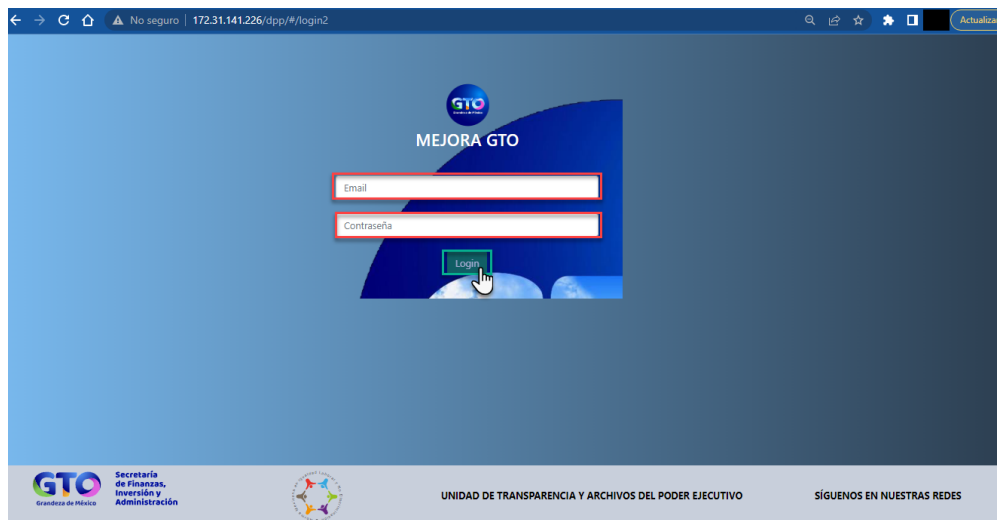 No seguro | 172.31.141.226/dpp/#/login2
Actualizar
GTO
MEJORA GTO
Email
Contraseña
Login
GTO
Grandeza de México
Secretaría
de Finanzas,
Inversión y
Administración
UNIDAD DE TRANSPARENCIA Y ARCHIVOS DEL PODER EJECUTIVO
SÍGUENOS EN NUESTRAS REDES